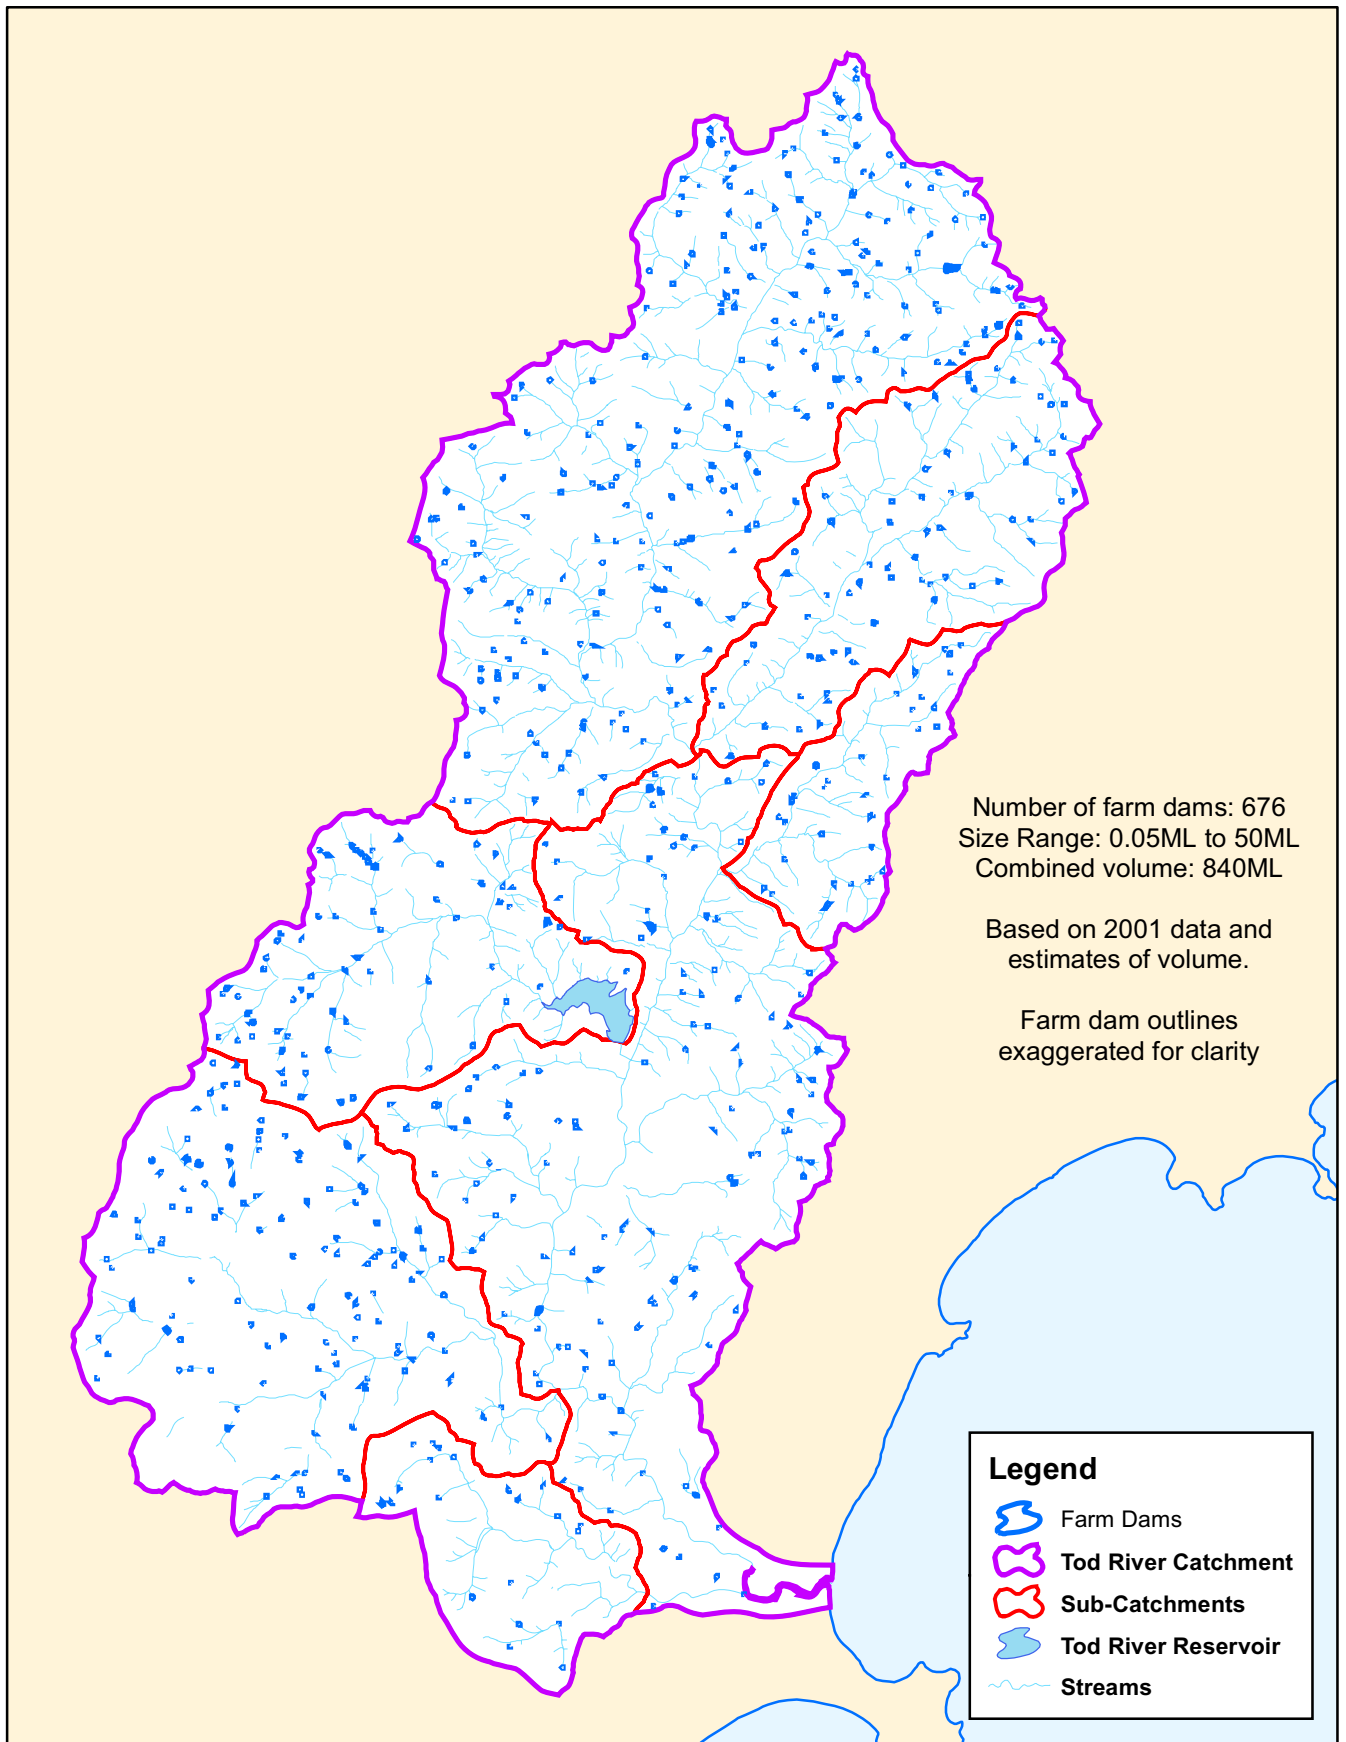 Number of farm dams: 676
Size Range: 0.05ML to 50ML
Combined volume: 840ML
Based on 2001 data and
estimates of volume.
Farm dam outlines
exaggerated for clarity
Legend
Farm Dams
Tod River Catchment
Sub-Catchments
Tod River Reservoir
Streams